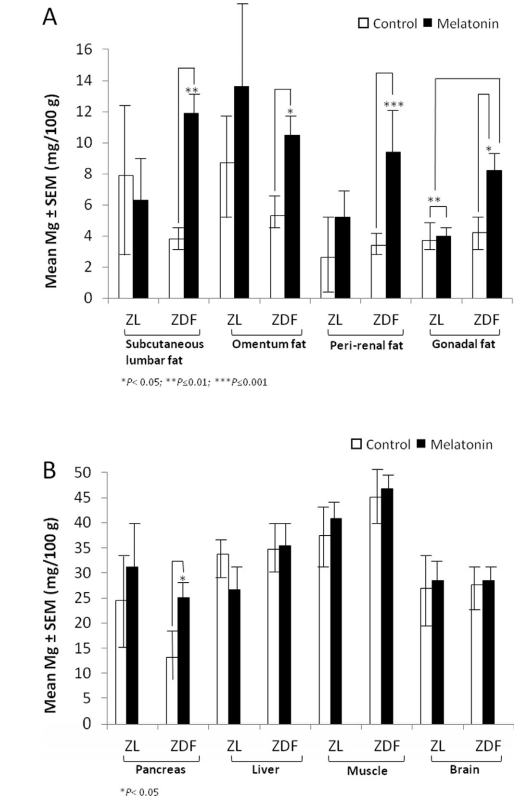 A
Control Melatonin
Mean Mg ± SEM (mg/100 g)
16
14
12
10
8
6
4
2
0
** * *** ** *
ZL ZDF ZL ZDF ZL ZDF ZL ZDF
Subcutaneous lumbar fat
Omentum fat
Peri-renal fat
Gonadal fat
*P< 0.05; **P≤0.01; ***P≤0.001
B
Control Melatonin
Mean Mg ± SEM (mg/100 g)
50
45
40
35
30
25
20
15
10
5
0
*
ZL ZDF ZL ZDF ZL ZDF ZL ZDF
Pancreas Liver Muscle Brain
*P< 0.05